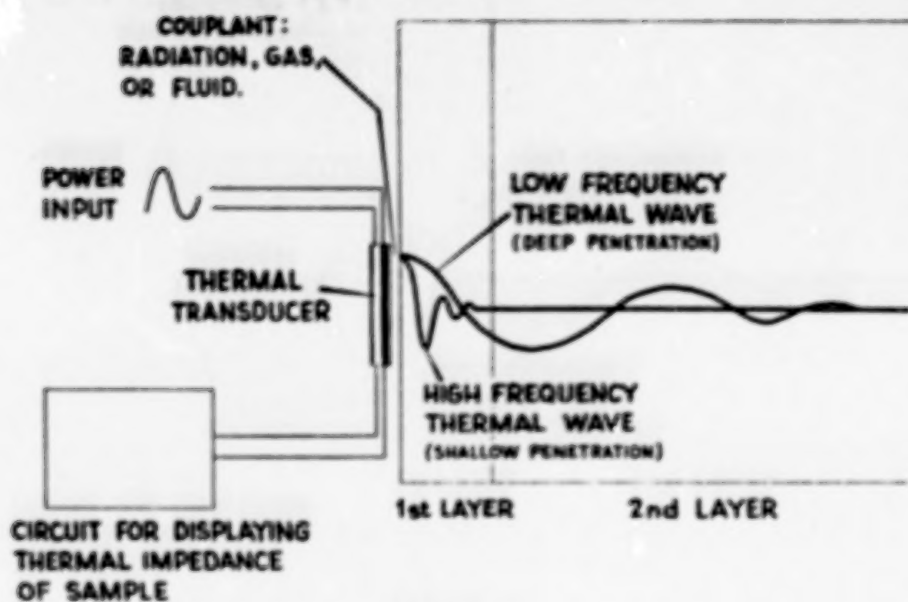 COUPLANT:
RADIATION, GAS,
OR FLUID.
POWER
INPUT
THERMAL
TRANSDUCER
LOW FREQUENCY
THERMAL WAVE
(DEEP PENETRATION)
HIGH FREQUENCY
THERMAL WAVE
(SHALLOW PENETRATION)
1st LAYER
2nd LAYER
CIRCUIT FOR DISPLAYING
THERMAL IMPEDANCE
OF SAMPLE